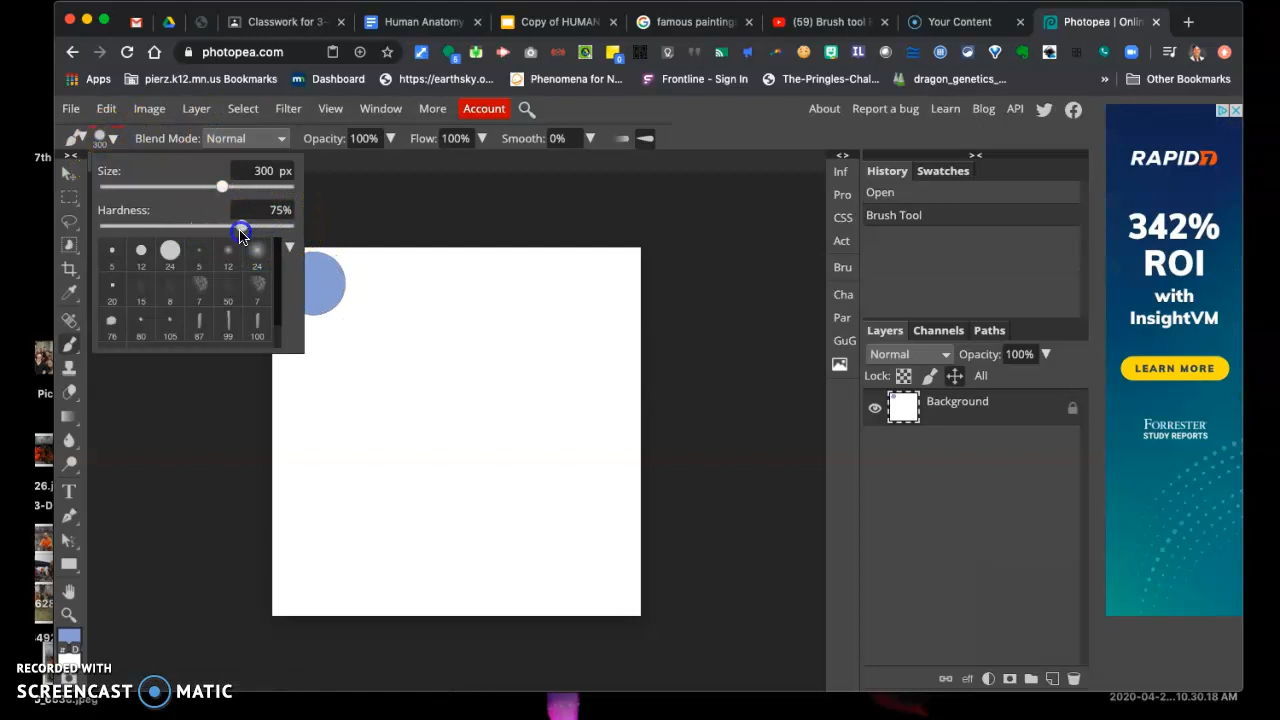 Classwork for 3-
Human Anatomy
Copy of HUMAN
famous painting
(59) Brush tool
Your Content
Photopea | Onli
photopea.com
Apps
pierz.k12.mn.us Bookmarks
Dashboard
https://earthsky.o...
Phenomena for N...
Frontline - Sign In
The-Pringles-Chal...
dragon_genetics_...
»
Other Bookmarks
File Edit Image Layer Select Filter View Window More Account
About Report a bug Learn Blog API
300
Blend Mode: Normal
Opacity: 100%
Flow: 100%
Smooth: 0%
7th
> <
Size: 300 px
Hardness: 75%
5 12 24 5 12 24
20 15 8 7 50 7
76 80 105 87 99 100
< >
Inf
Pro
CSS
Act
Bru
Cha
Par
GuG
> <
History Swatches
Open
Brush Tool
Layers Channels Paths
Normal Opacity: 100%
Lock: All
Background
eff
RAPID7
342%
ROI
with
InsightVM
LEARN MORE
FORRESTER
STUDY REPORTS
Pic
26.j
3-D
628
492
D
RECORDED WITH
SCREENCAST MATIC
2020-04-2...10.30.18 AM